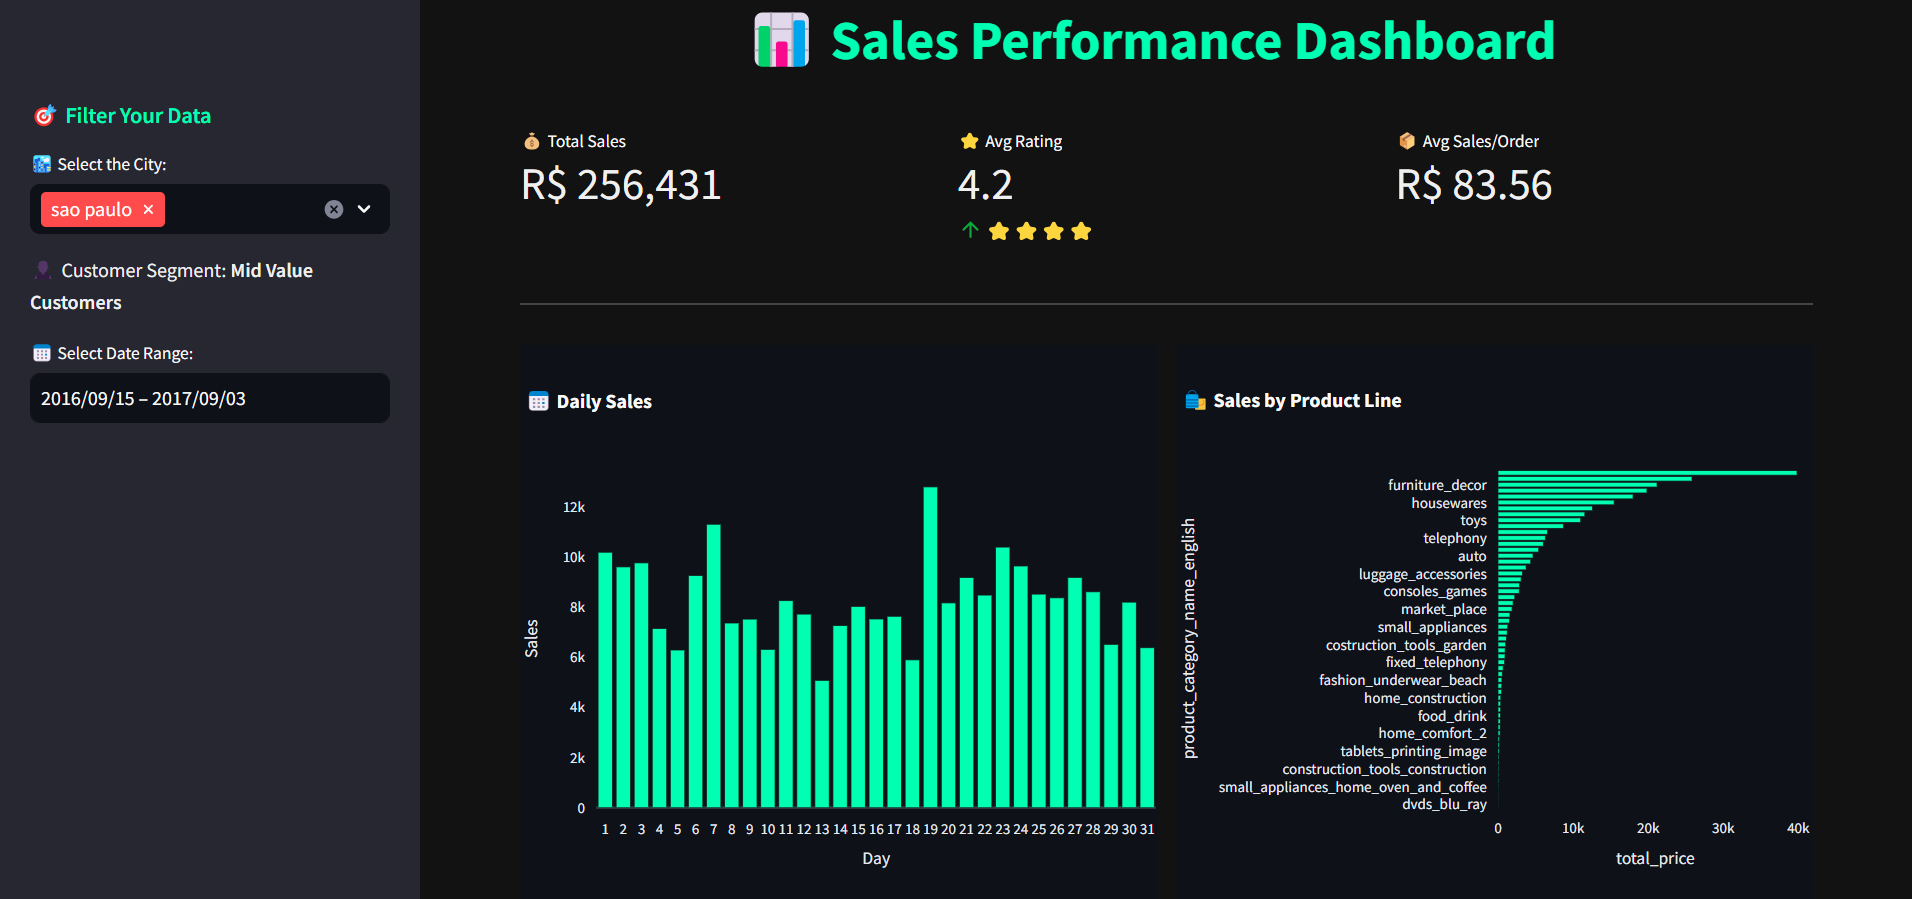 Sales Performance Dashboard
Filter Your Data
Select the City:
sao paulo ×
Customer Segment: Mid Value
Customers
Select Date Range:
2016/09/15 – 2017/09/03
Total Sales
R$ 256,431
Avg Rating
4.2
Avg Sales/Order
R$ 83.56
Daily Sales
Sales
12k
10k
8k
6k
4k
2k
0
1 2 3 4 5 6 7 8 9 10 11 12 13 14 15 16 17 18 19 20 21 22 23 24 25 26 27 28 29 30 31
Day
Sales by Product Line
product_category_name_english
furniture_decor
housewares
toys
telephony
auto
luggage_accessories
consoles_games
market_place
small_appliances
costruction_tools_garden
fixed_telephony
fashion_underwear_beach
home_construction
food_drink
home_comfort_2
tablets_printing_image
construction_tools_construction
small_appliances_home_oven_and_coffee
dvds_blu_ray
0 10k 20k 30k 40k
total_price